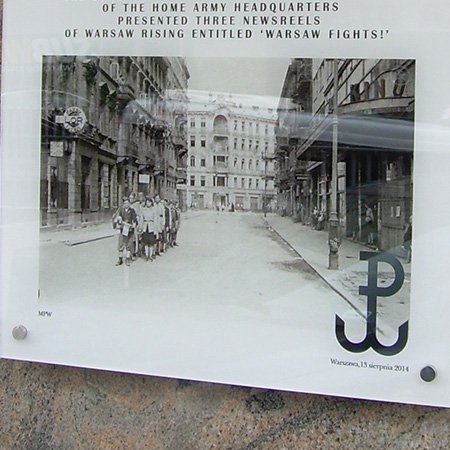 OF THE HOME ARMY HEADQUARTERS
PRESENTED THREE NEWSREELS
OF WARSAW RISING ENTITLED 'WARSAW FIGHTS!'
MPW
Warszawa, 13 sierpnia 2014